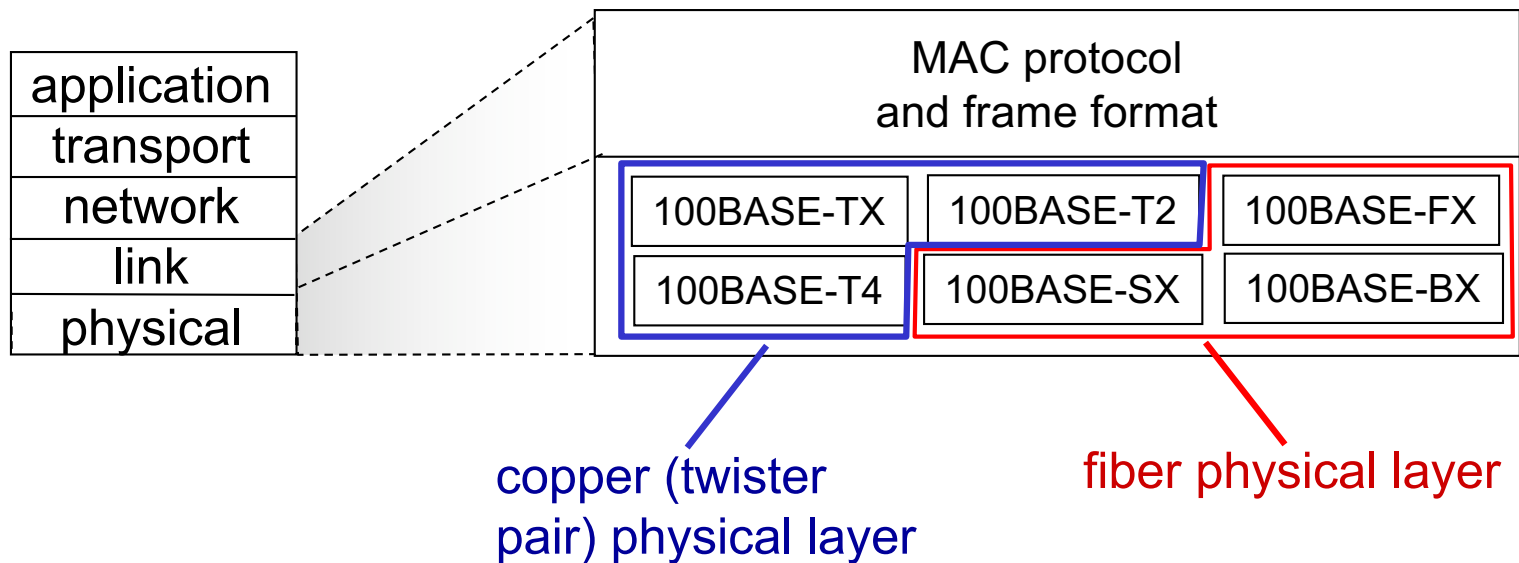 application
transport
network
link
physical
MAC protocol
and frame format
100BASE-TX
100BASE-T2
100BASE-FX
100BASE-T4
100BASE-SX
100BASE-BX
copper (twister
pair) physical layer
fiber physical layer